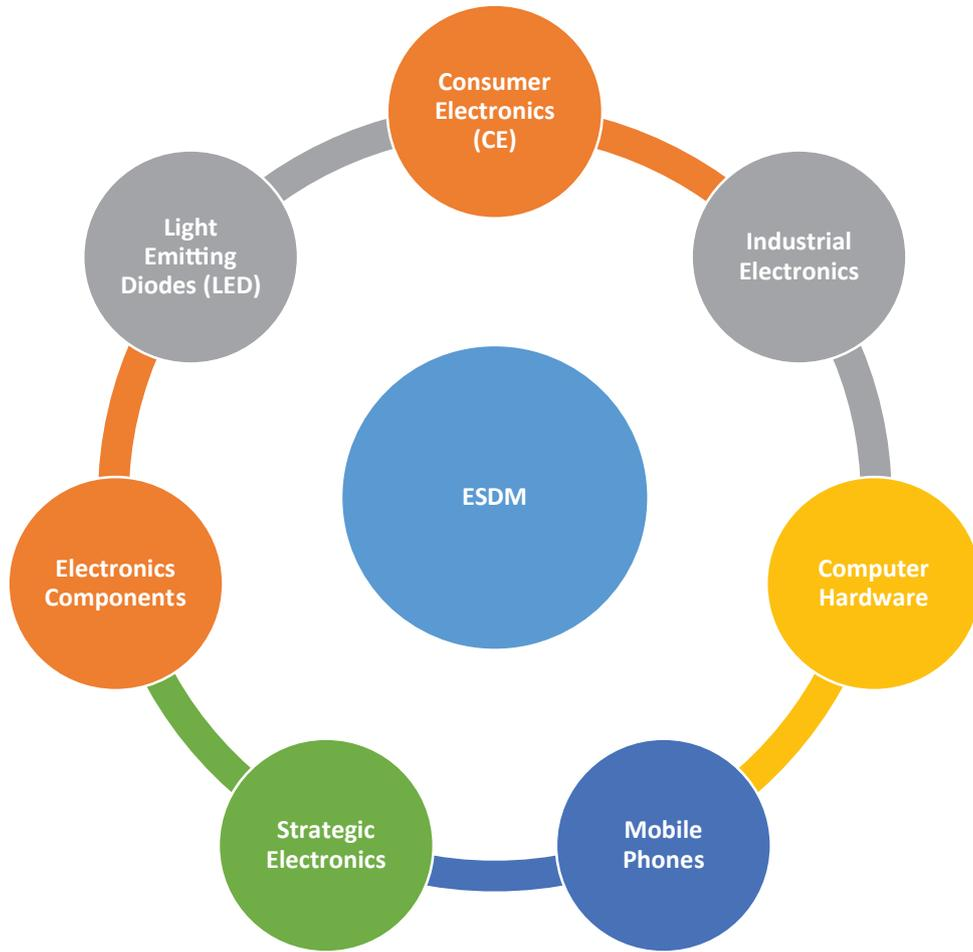 Consumer
Electronics
(CE)
Industrial
Electronics
Computer
Hardware
Mobile
Phones
Strategic
Electronics
Electronics
Components
Light
Emitting
Diodes (LED)
ESDM